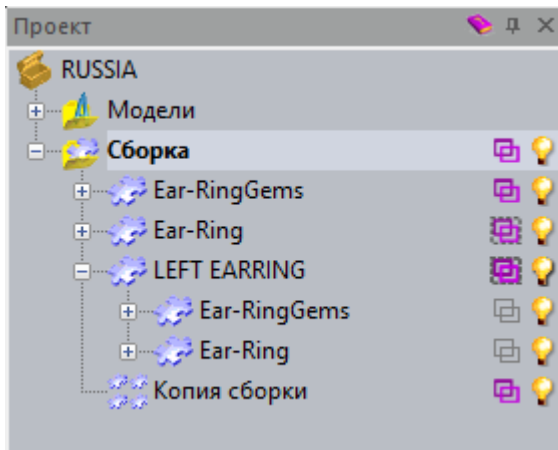 Проект
RUSSIA
Модели
Сборка
Ear-RingGems
Ear-Ring
LEFT EARRING
Ear-RingGems
Ear-Ring
Копия сборки